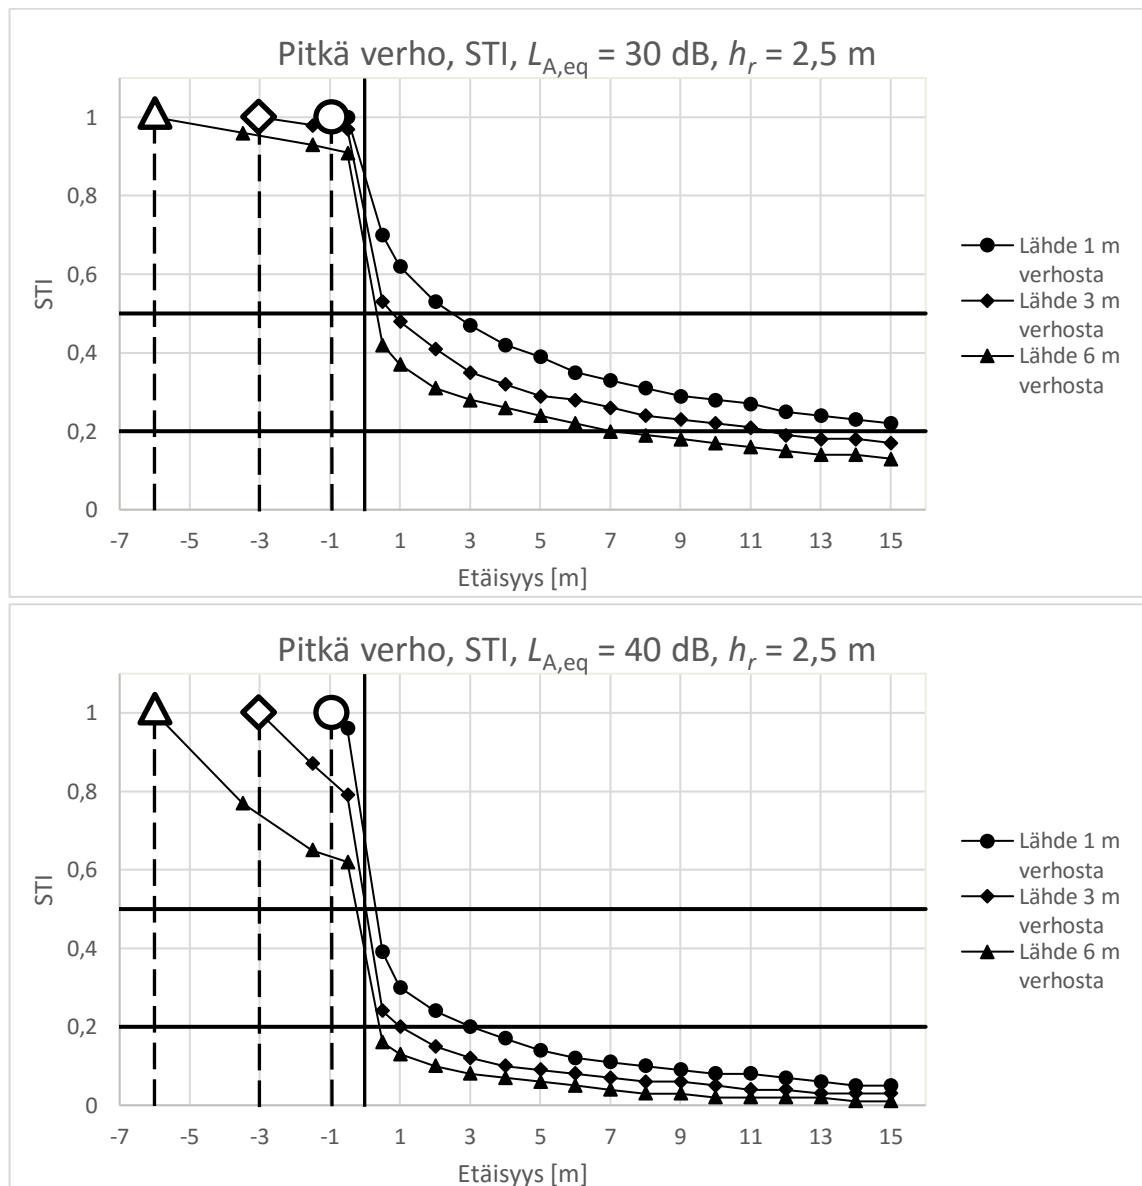 Pitkä verho, STI, L_A,eq = 30 dB, h_r = 2,5 m
1
0,8
0,6
0,4
0,2
0
STI
-7 -5 -3 -1 1 3 5 7 9 11 13 15
Etäisyys [m]
Lähde 1 m
verhosta
Lähde 3 m
verhosta
Lähde 6 m
verhosta
Pitkä verho, STI, L_A,eq = 40 dB, h_r = 2,5 m
1
0,8
0,6
0,4
0,2
0
STI
-7 -5 -3 -1 1 3 5 7 9 11 13 15
Etäisyys [m]
Lähde 1 m
verhosta
Lähde 3 m
verhosta
Lähde 6 m
verhosta